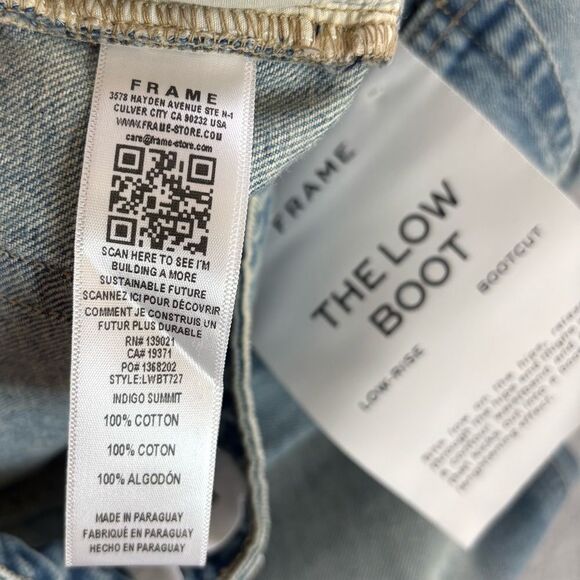 FRAME
3578 HAYDEN AVENUE STE N-1
CULVER CITY CA 90232 USA
WWW.FRAME-STORE.COM
care@frame-store.com
SCAN HERE TO SEE I'M
BUILDING A MORE
SUSTAINABLE FUTURE
SCANNEZ ICI POUR DÉCOVRIR
COMMENT JE CONSTRUIS UN
FUTUR PLUS DURABLE
RN# 139021
CA# 19371
PO# 1368202
STYLE:LWBT727
INDIGO SUMMIT
100% COTTON
100% COTON
100% ALGODÓN
MADE IN PARAGUAY
FABRIQUÉ EN PARAGUAY
HECHO EN PARAGUAY
FRAME
THE LOW
BOOT
LOW-RISE
BOOTCUT